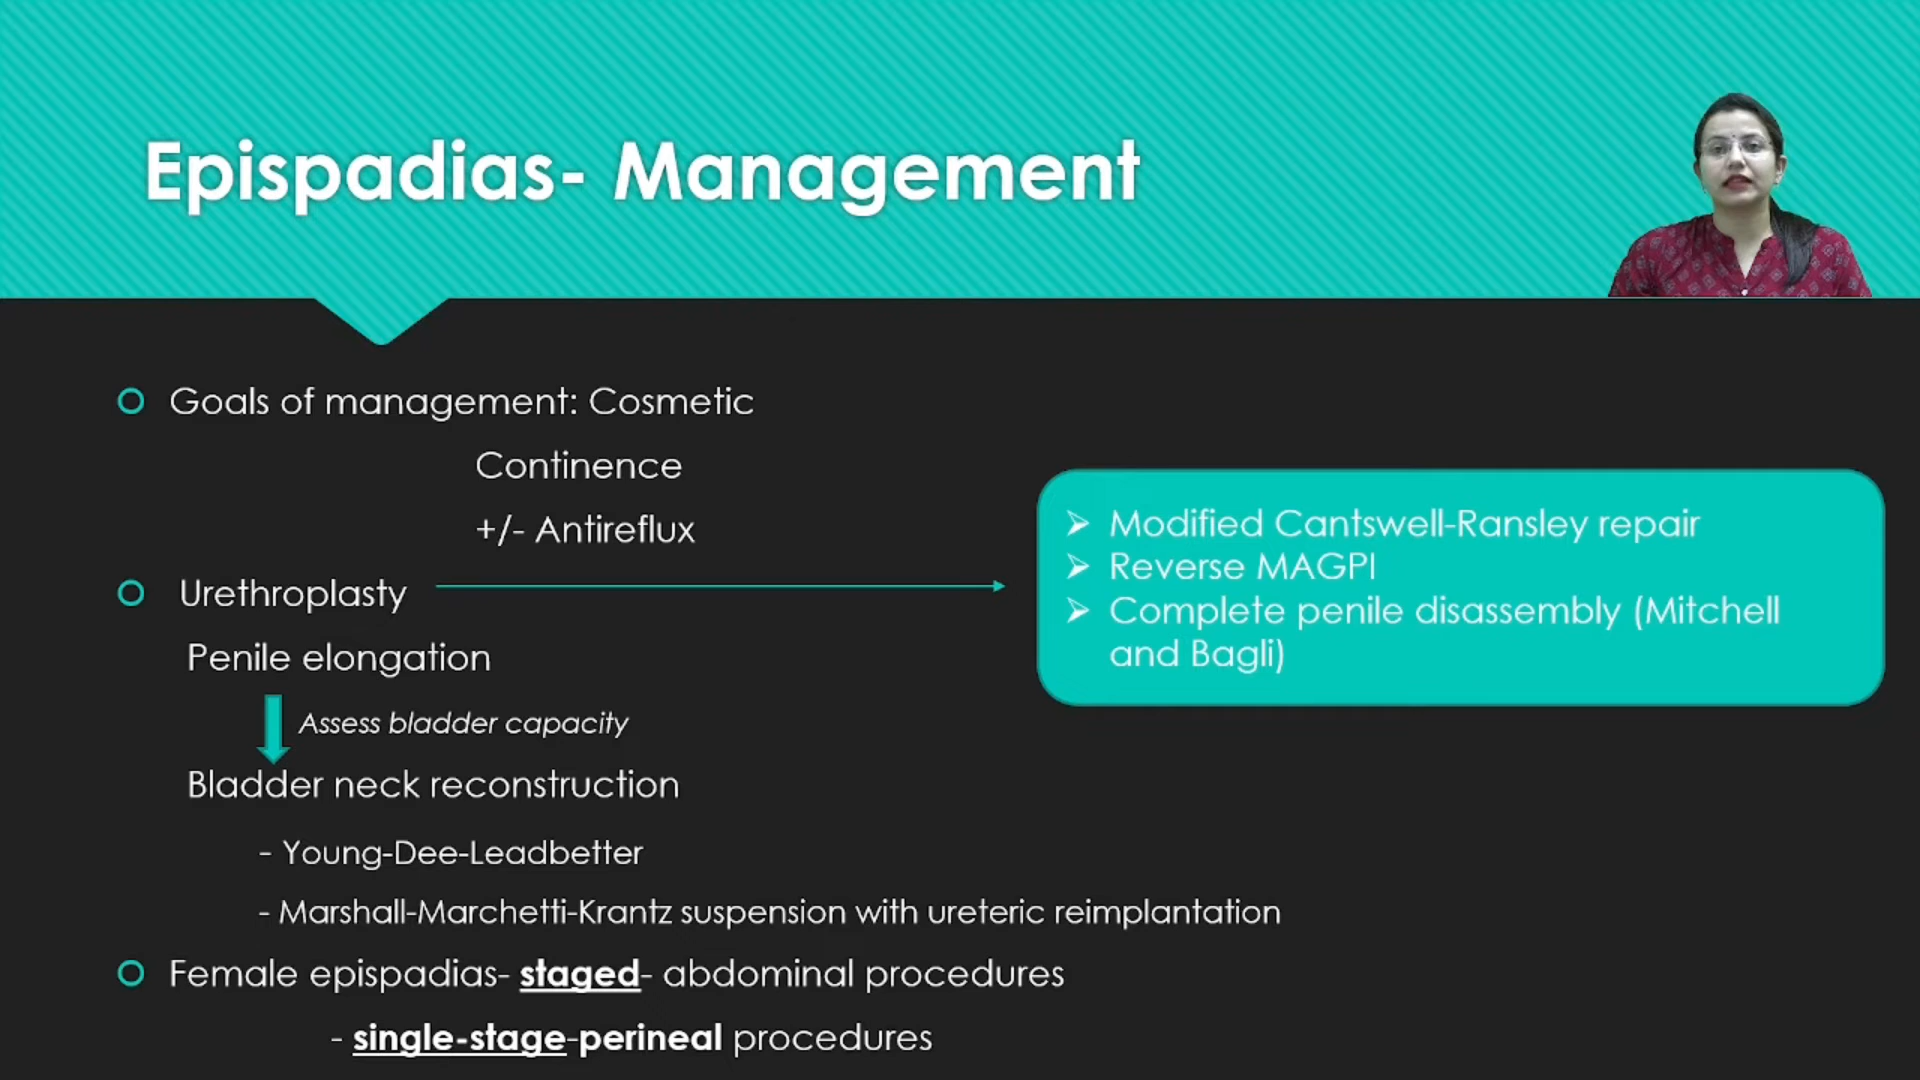 Epispadias- Management
Goals of management: Cosmetic
Continence
+/- Antireflux
Urethroplasty
Penile elongation
Assess bladder capacity
Bladder neck reconstruction
- Young-Dee-Leadbetter
- Marshall-Marchetti-Krantz suspension with ureteric reimplantation
Female epispadias- staged- abdominal procedures
- single-stage-perineal procedures
Modified Cantswell-Ransley repair
Reverse MAGPI
Complete penile disassembly (Mitchell
and Bagli)